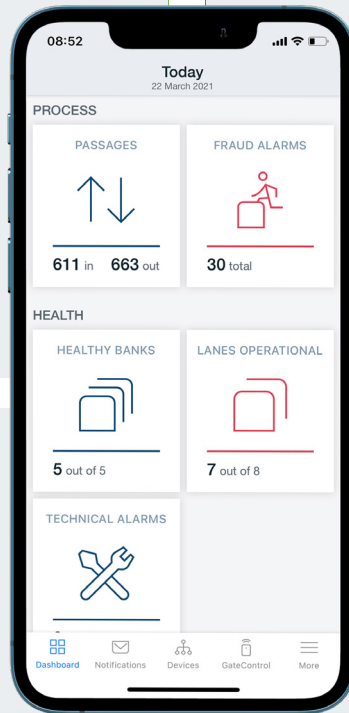 08:52
Today
22 March 2021
PROCESS
PASSAGES
FRAUD ALARMS
611 in 663 out
30 total
HEALTH
HEALTHY BANKS
LANES OPERATIONAL
5 out of 5
7 out of 8
TECHNICAL ALARMS
Dashboard
Notifications
Devices
GateControl
More